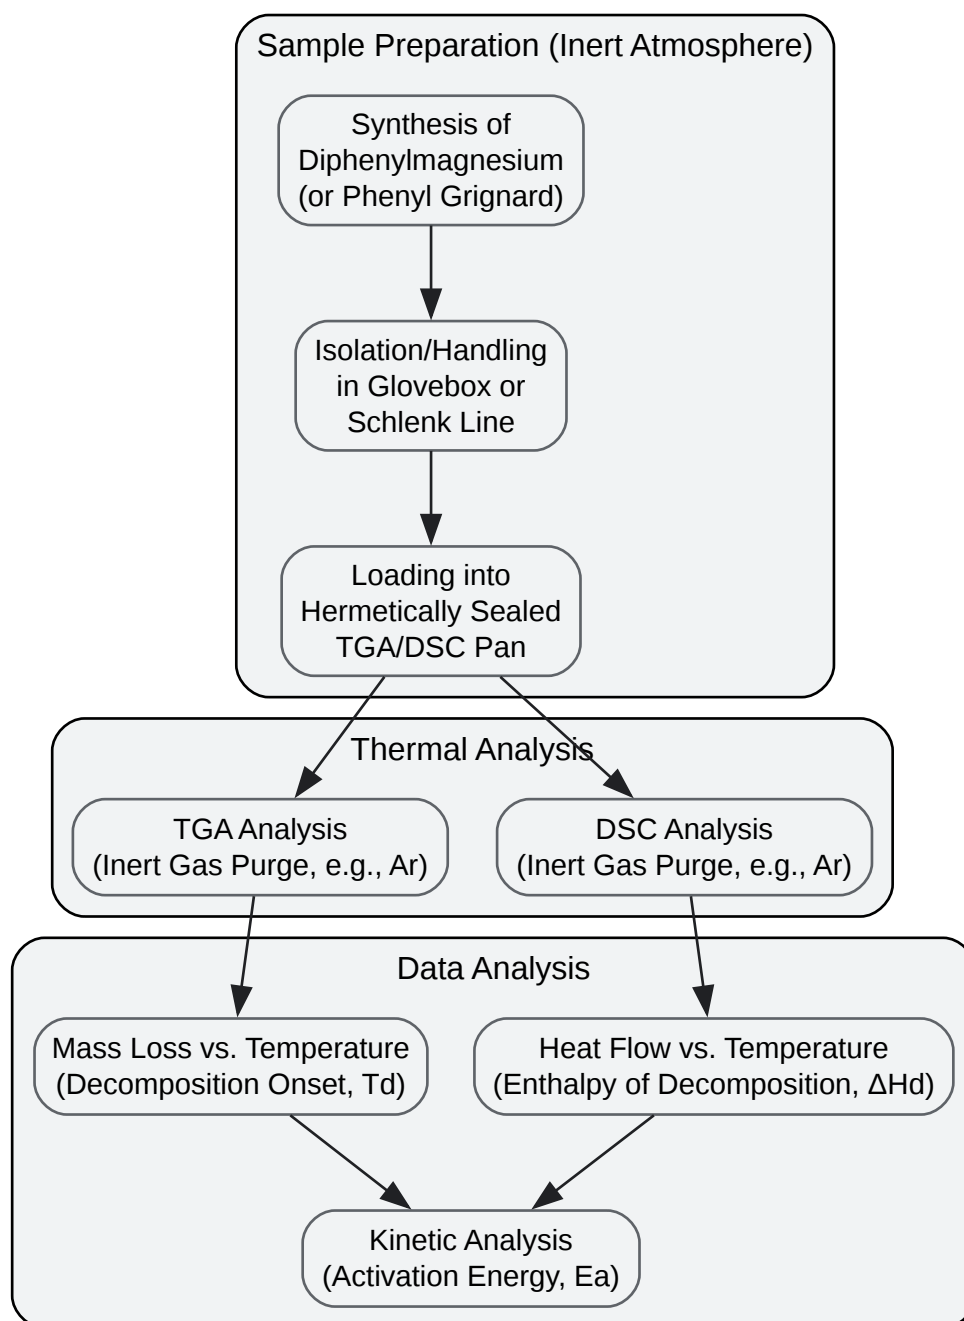 Sample Preparation (Inert Atmosphere)
Synthesis of
Diphenylmagnesium
(or Phenyl Grignard)
Isolation/Handling
in Glovebox or
Schlenk Line
Loading into
Hermetically Sealed
TGA/DSC Pan
Thermal Analysis
TGA Analysis
(Inert Gas Purge, e.g., Ar)
DSC Analysis
(Inert Gas Purge, e.g., Ar)
Data Analysis
Mass Loss vs. Temperature
(Decomposition Onset, Td)
Heat Flow vs. Temperature
(Enthalpy of Decomposition, ΔHd)
Kinetic Analysis
(Activation Energy, Ea)